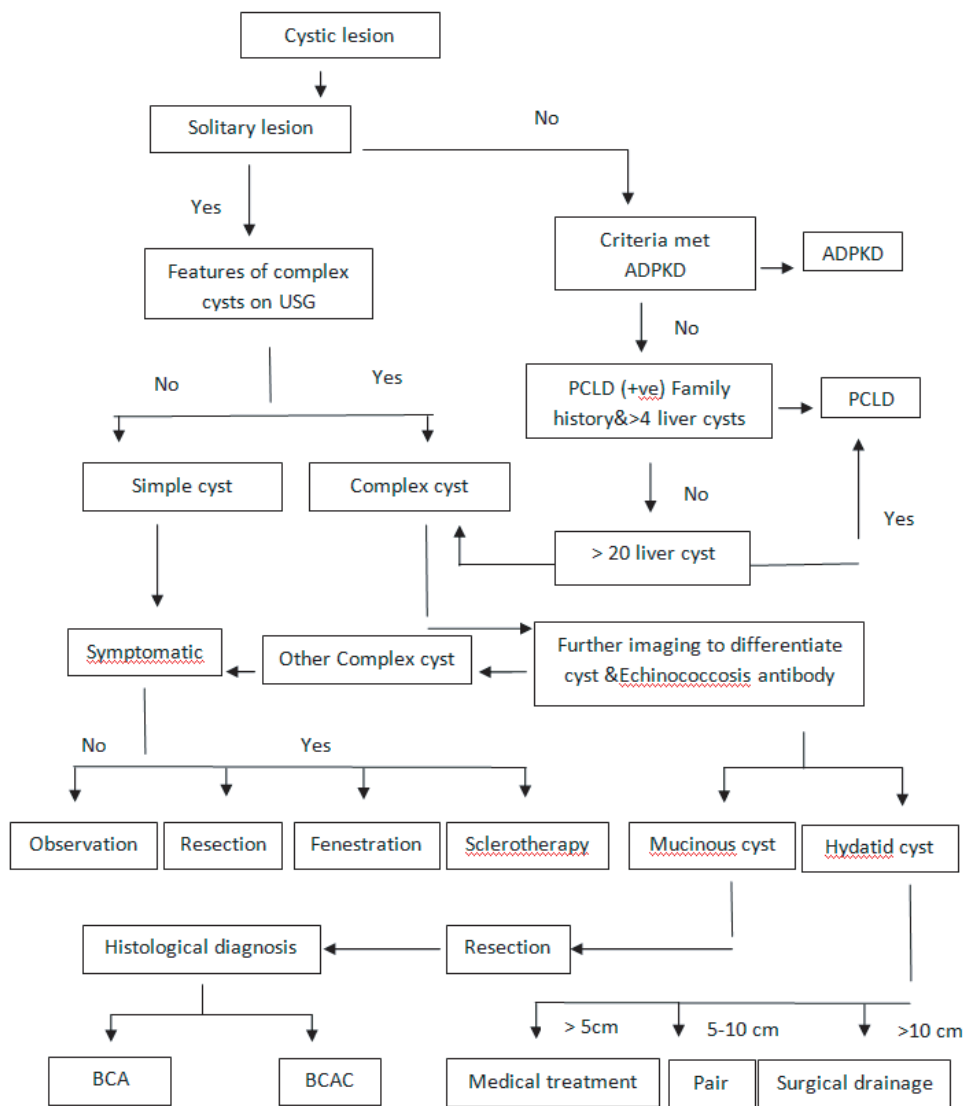 Cystic lesion
Solitary lesion
No
Yes
Criteria met
ADPKD
ADPKD
Features of complex
cysts on USG
No
No
Yes
PCLD (+ve) Family
history&>4 liver cysts
PCLD
Simple cyst
Complex cyst
No
Yes
> 20 liver cyst
Symptomatic
Other Complex cyst
Further imaging to differentiate
cyst &Echinococcosis antibody
No
Yes
Observation
Resection
Fenestration
Sclerotherapy
Mucinous cyst
Hydatid cyst
Histological diagnosis
Resection
> 5cm
5-10 cm
>10 cm
BCA
BCAC
Medical treatment
Pair
Surgical drainage